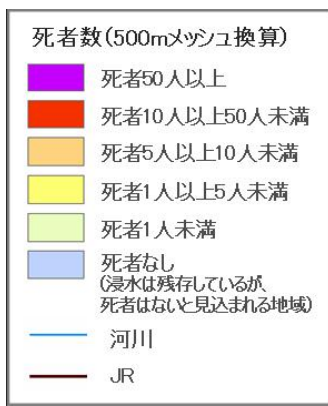 死者数(500mメッシュ換算)
死者50人以上
死者10人以上50人未満
死者5人以上10人未満
死者1人以上5人未満
死者1人未満
死者なし
(浸水は残存しているが、
死者はないと見込まれる地域)
河川
JR